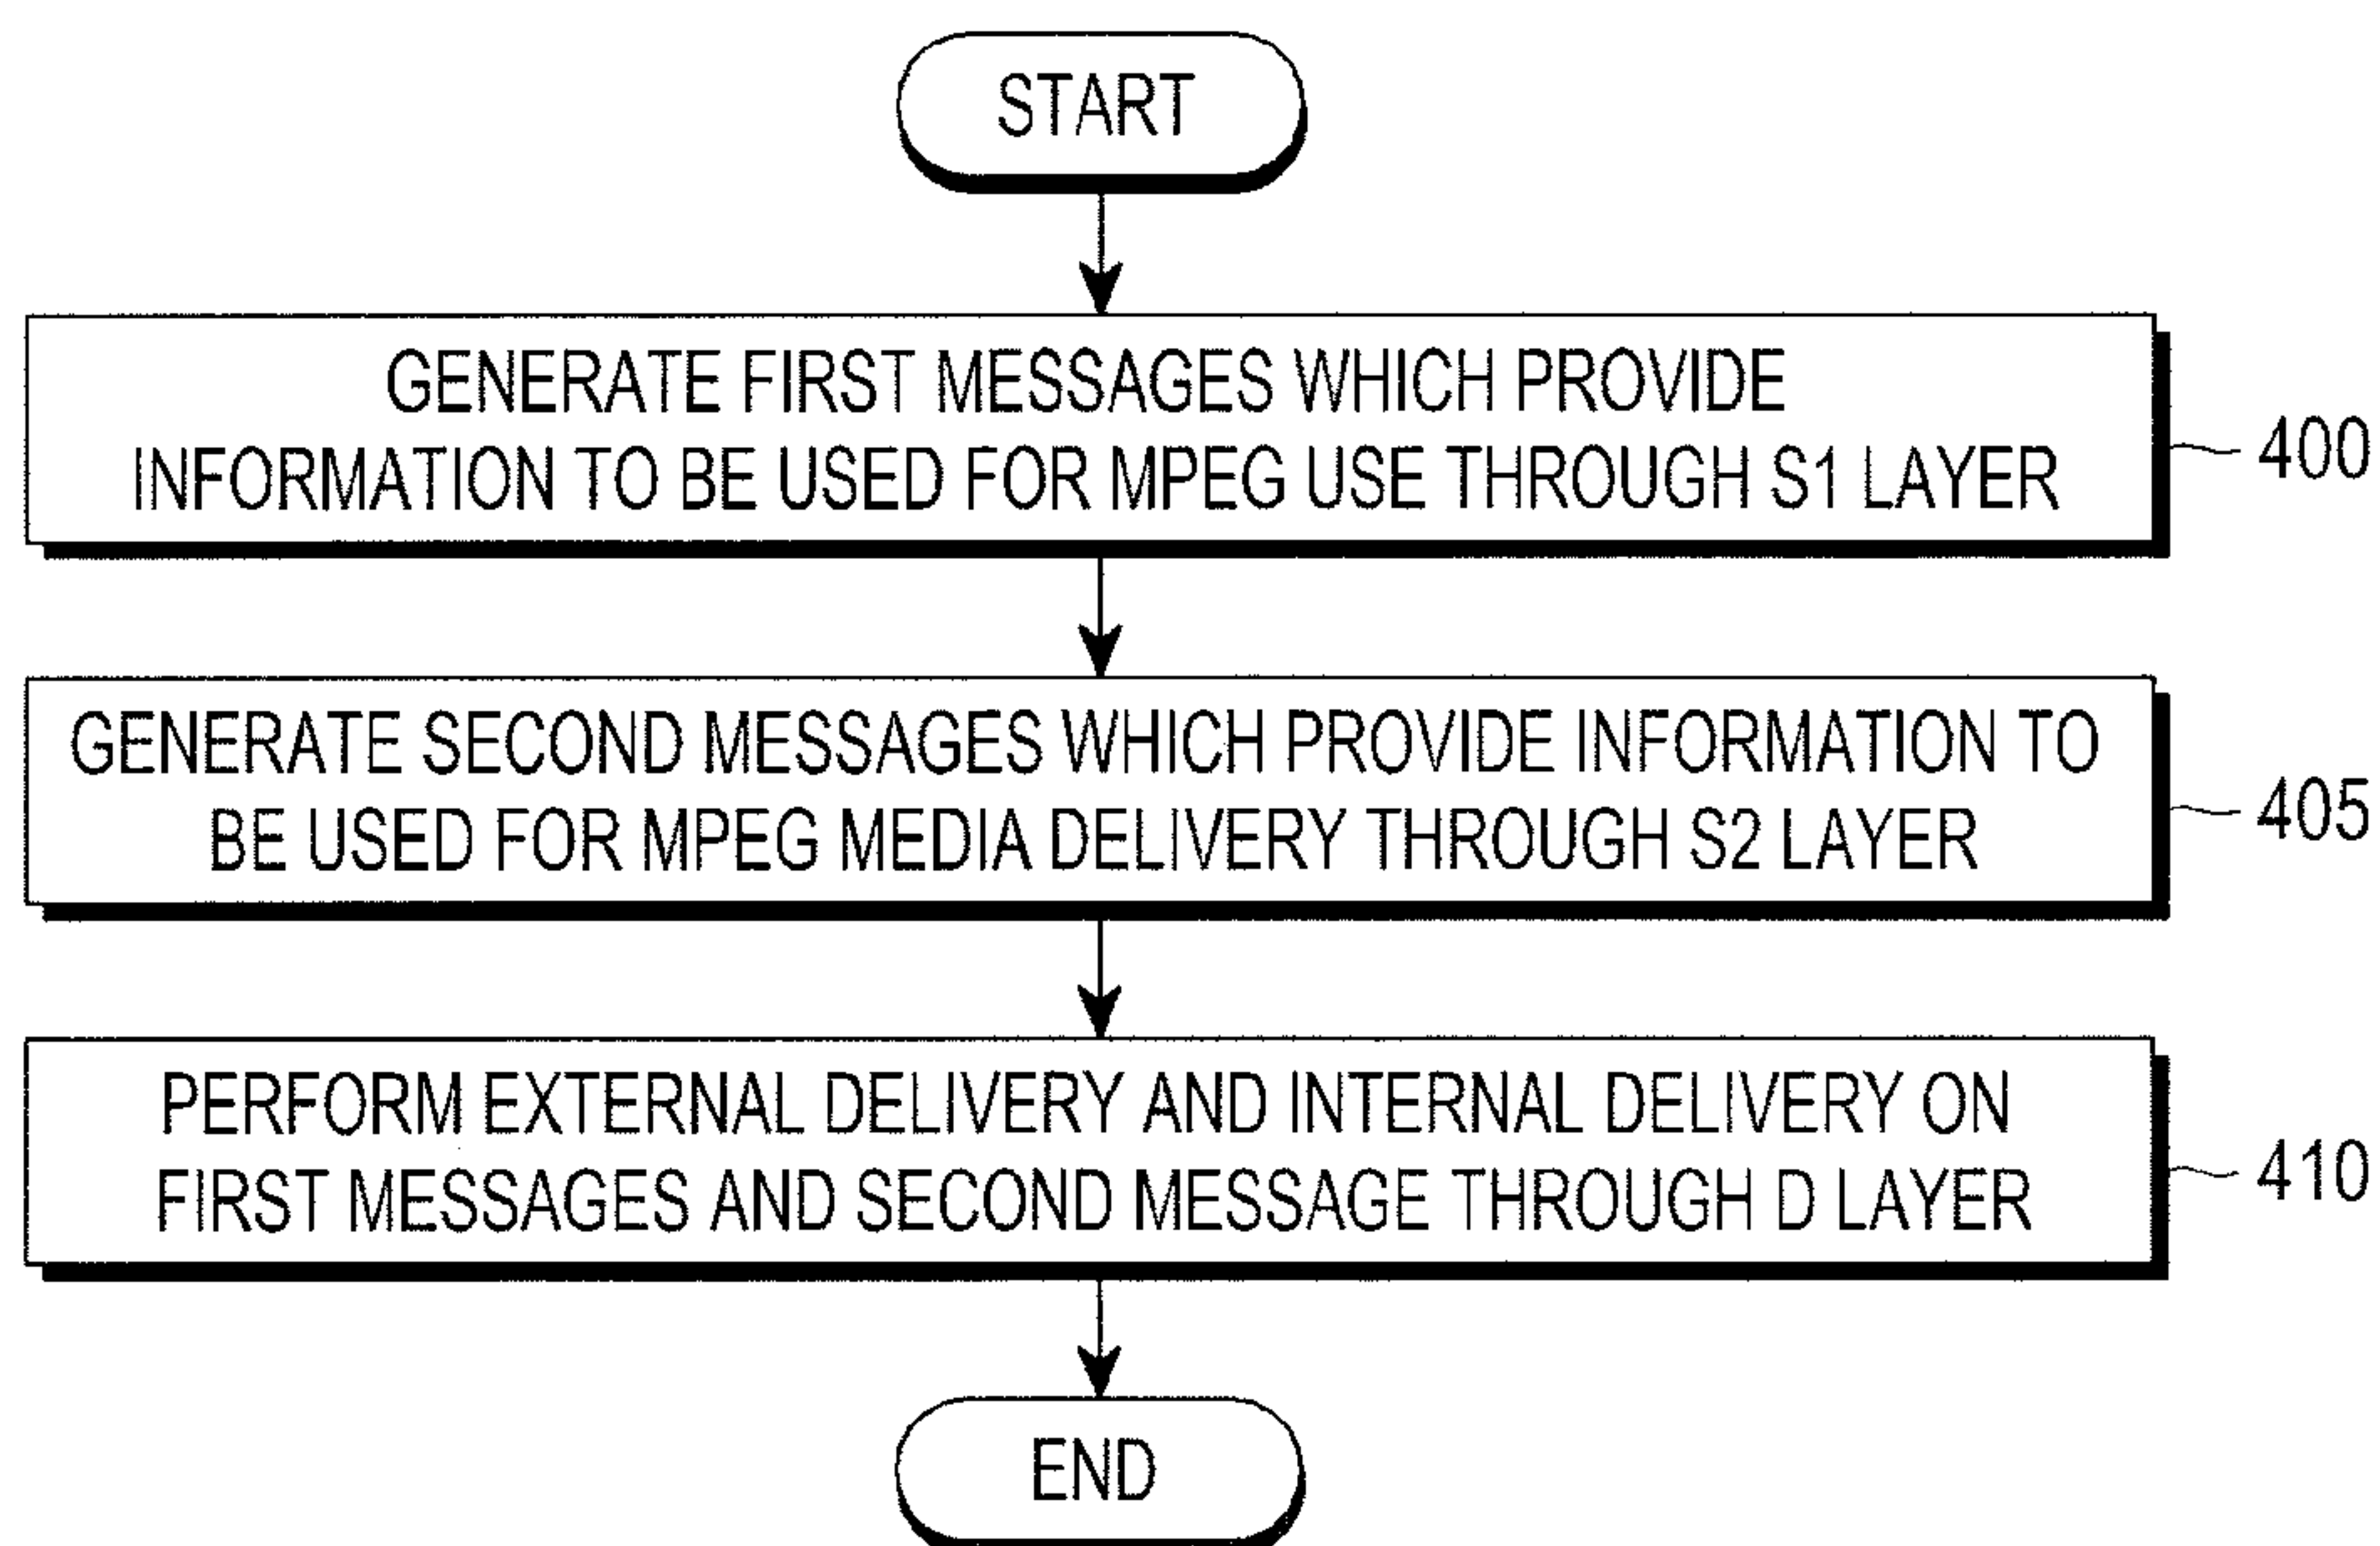 START
GENERATE FIRST MESSAGES WHICH PROVIDE
INFORMATION TO BE USED FOR MPEG USE THROUGH S1 LAYER
400
GENERATE SECOND MESSAGES WHICH PROVIDE INFORMATION TO
BE USED FOR MPEG MEDIA DELIVERY THROUGH S2 LAYER
405
PERFORM EXTERNAL DELIVERY AND INTERNAL DELIVERY ON
FIRST MESSAGES AND SECOND MESSAGE THROUGH D LAYER
410
END